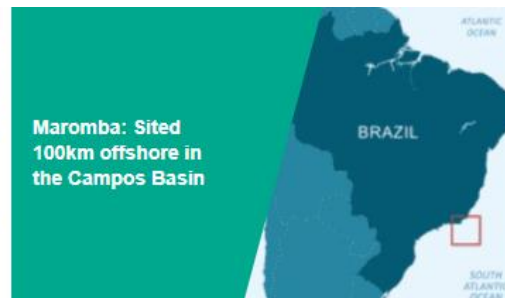 Maromba: Sited
100km offshore in
the Campos Basin
ATLANTIC
OCEAN
BRAZIL
SOUTH
ATLANTIC
OCEAN